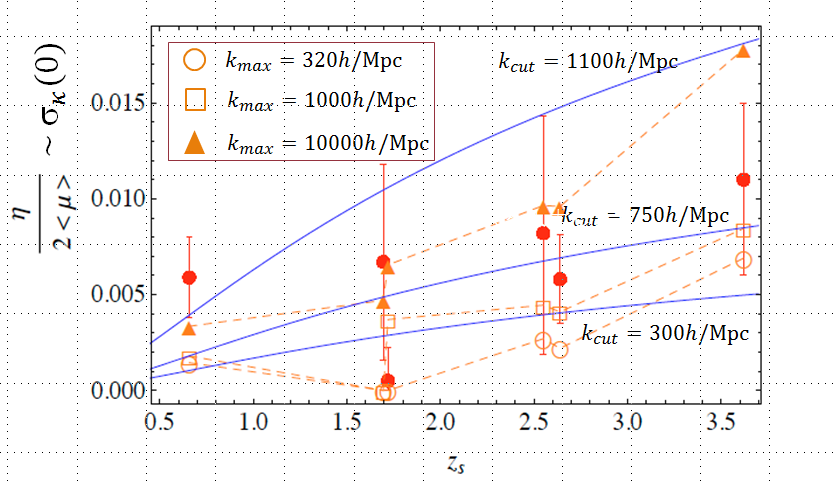 k_max = 320h/Mpc
k_max = 1000h/Mpc
k_max = 10000h/Mpc
k_cut = 1100h/Mpc
k_cut = 750h/Mpc
k_cut = 300h/Mpc
η / 2 < μ > ~ σ_κ(0)
0.015
0.010
0.005
0.000
0.5 1.0 1.5 2.0 2.5 3.0 3.5
z_s